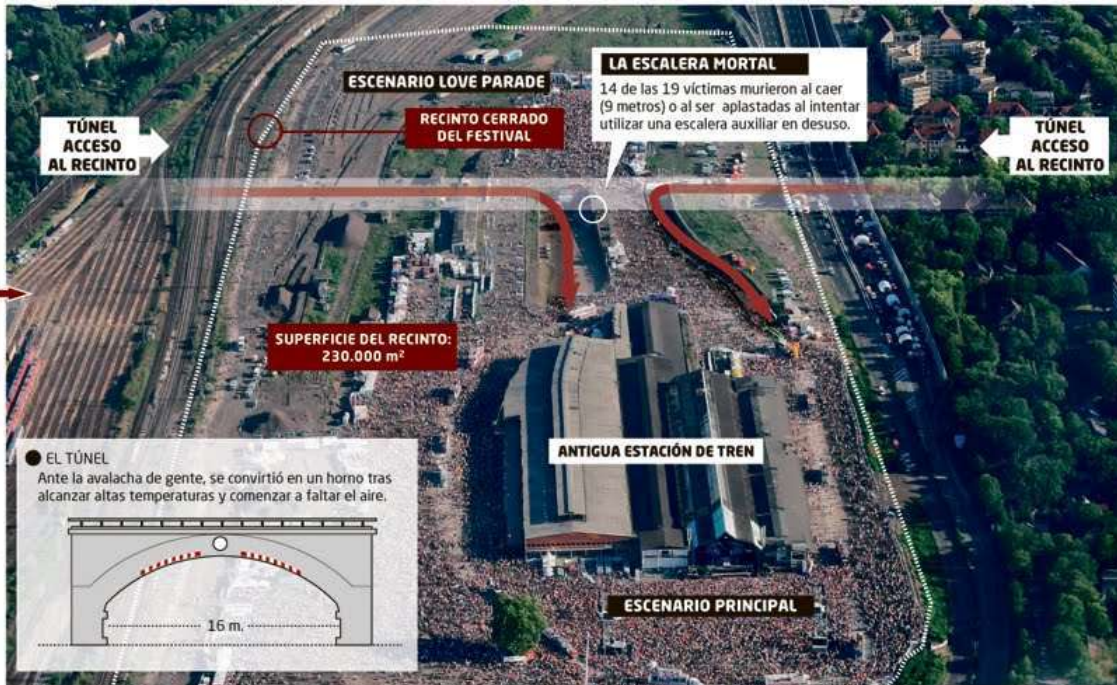 ESCENARIO LOVE PARADE
LA ESCALERA MORTAL
14 de las 19 víctimas murieron al caer
(9 metros) o al ser aplastadas al intentar
utilizar una escalera auxiliar en desuso.
RECINTO CERRADO
DEL FESTIVAL
TÚNEL
ACCESO
AL RECINTO
TÚNEL
ACCESO
AL RECINTO
SUPERFICIE DEL RECINTO:
230.000 m²
ANTIGUA ESTACIÓN DE TREN
EL TÚNEL
Ante la avalacha de gente, se convirtió en un horno tras
alcanzar altas temperaturas y comenzar a faltar el aire.
16 m.
ESCENARIO PRINCIPAL